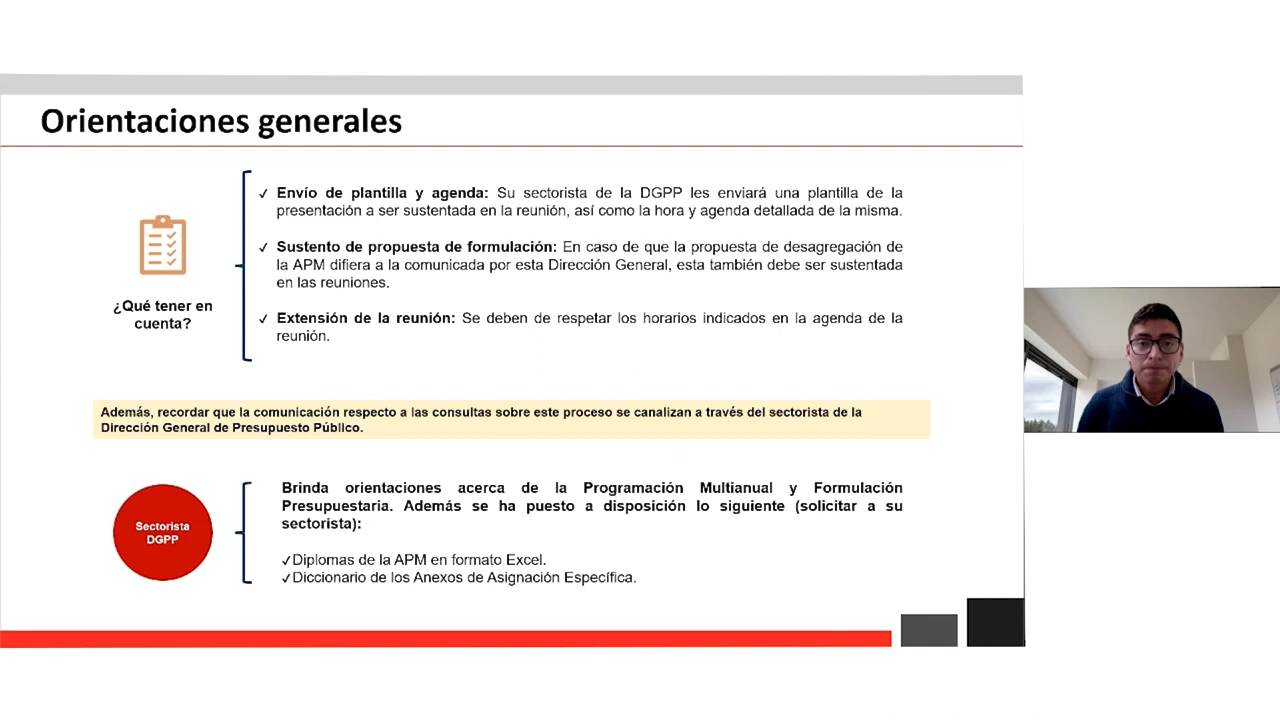 Orientaciones generales
✓ Envío de plantilla y agenda: Su sectorista de la DGPP les enviará una plantilla de la
presentación a ser sustentada en la reunión, así como la hora y agenda detallada de la misma.
✓ Sustento de propuesta de formulación: En caso de que la propuesta de desagregación de
la APM difiera a la comunicada por esta Dirección General, esta también debe ser sustentada
en las reuniones.
¿Qué tener en
cuenta?
✓ Extensión de la reunión: Se deben de respetar los horarios indicados en la agenda de la
reunión.
Además, recordar que la comunicación respecto a las consultas sobre este proceso se canalizan a través del sectorista de la
Dirección General de Presupuesto Público.
Sectorista
DGPP
Brinda orientaciones acerca de la Programación Multianual y Formulación
Presupuestaria. Además se ha puesto a disposición lo siguiente (solicitar a su
sectorista):
✓Diplomas de la APM en formato Excel.
✓Diccionario de los Anexos de Asignación Específica.